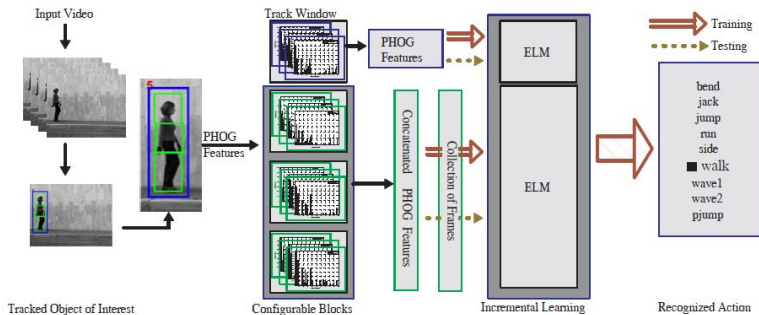 Input Video
Track Window
PHOG
Features
ELM
Training
Testing
5
PHOG
Features
Concatenated PHOG Features
Collection of Frames
ELM
bend
jack
jump
run
side
walk
wave1
wave2
pjump
Tracked Object of Interest
Configurable Blocks
Incremental Learning
Recognized Action